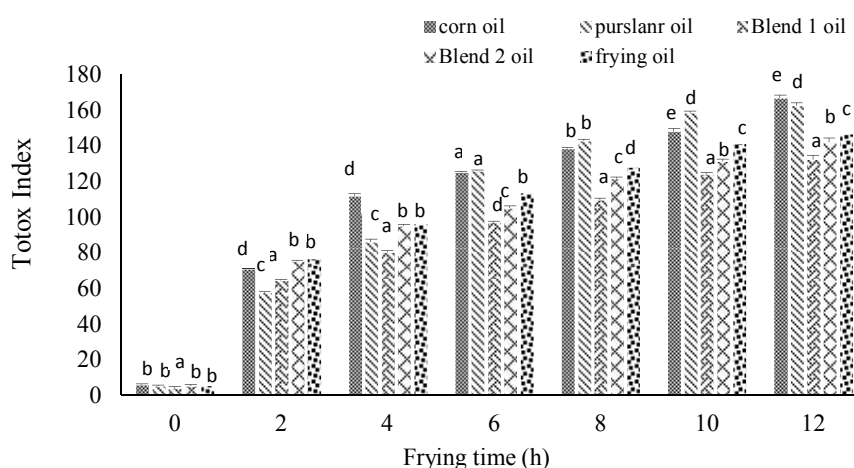 corn oil purslanr oil Blend 1 oil
Blend 2 oil frying oil
Totox Index
180
160
140
120
100
80
60
40
20
0
b b a b b
d c a b b
d c a b b
a a d c b
b b a c d
e d a b c
e d a b c
0 2 4 6 8 10 12
Frying time (h)